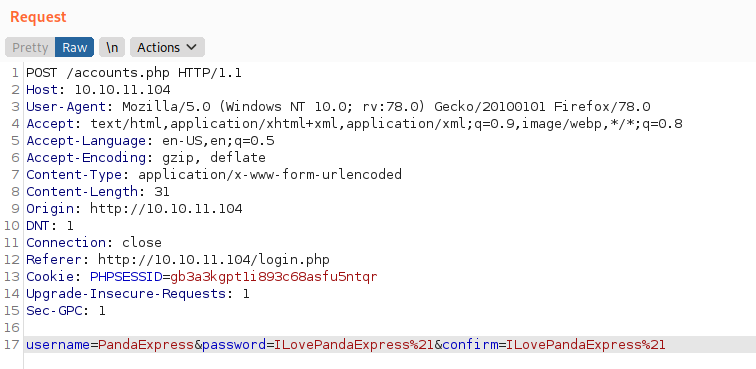 Request
Pretty Raw \n Actions
1 POST /accounts.php HTTP/1.1
2 Host: 10.10.11.104
3 User-Agent: Mozilla/5.0 (Windows NT 10.0; rv:78.0) Gecko/20100101 Firefox/78.0
4 Accept: text/html,application/xhtml+xml,application/xml;q=0.9,image/webp,*/*;q=0.8
5 Accept-Language: en-US,en;q=0.5
6 Accept-Encoding: gzip, deflate
7 Content-Type: application/x-www-form-urlencoded
8 Content-Length: 31
9 Origin: http://10.10.11.104
10 DNT: 1
11 Connection: close
12 Referer: http://10.10.11.104/login.php
13 Cookie: PHPSESSID=gb3a3kgpt1i893c68asfu5ntqr
14 Upgrade-Insecure-Requests: 1
15 Sec-GPC: 1
16
17 username=PandaExpress&password=ILovePandaExpress%21&confirm=ILovePandaExpress%21